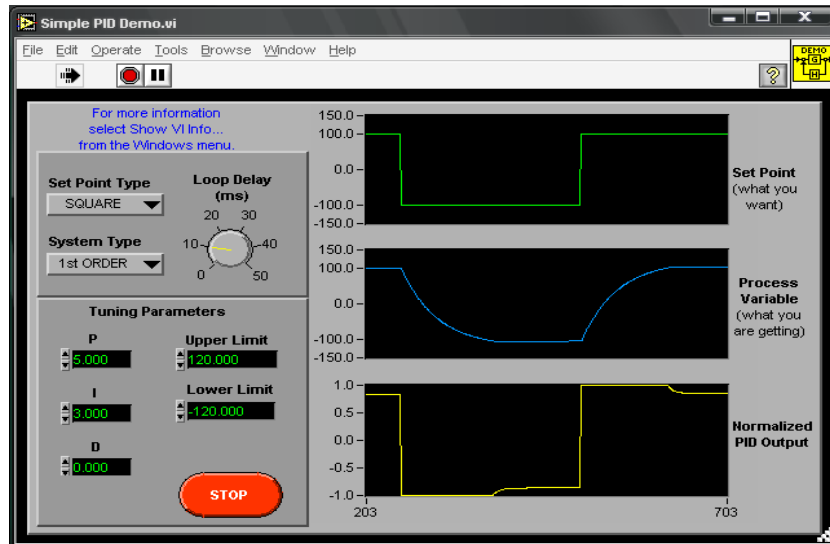 Simple PID Demo.vi
File Edit Operate Tools Browse Window Help
?
DEMO
G
H
For more information
select Show VI Info...
from the Windows menu.
Set Point Type
SQUARE
System Type
1st ORDER
Loop Delay
(ms)
20 30
10 40
0 50
Tuning Parameters
P
5.000
I
3.000
D
0.000
Upper Limit
120.000
Lower Limit
-120.000
STOP
150.0
100.0
0.0
-100.0
-150.0
Set Point
(what you
want)
150.0
100.0
0.0
-100.0
-150.0
Process
Variable
(what you
are getting)
1.0
0.5
0.0
-0.5
-1.0
203 703
Normalized
PID Output